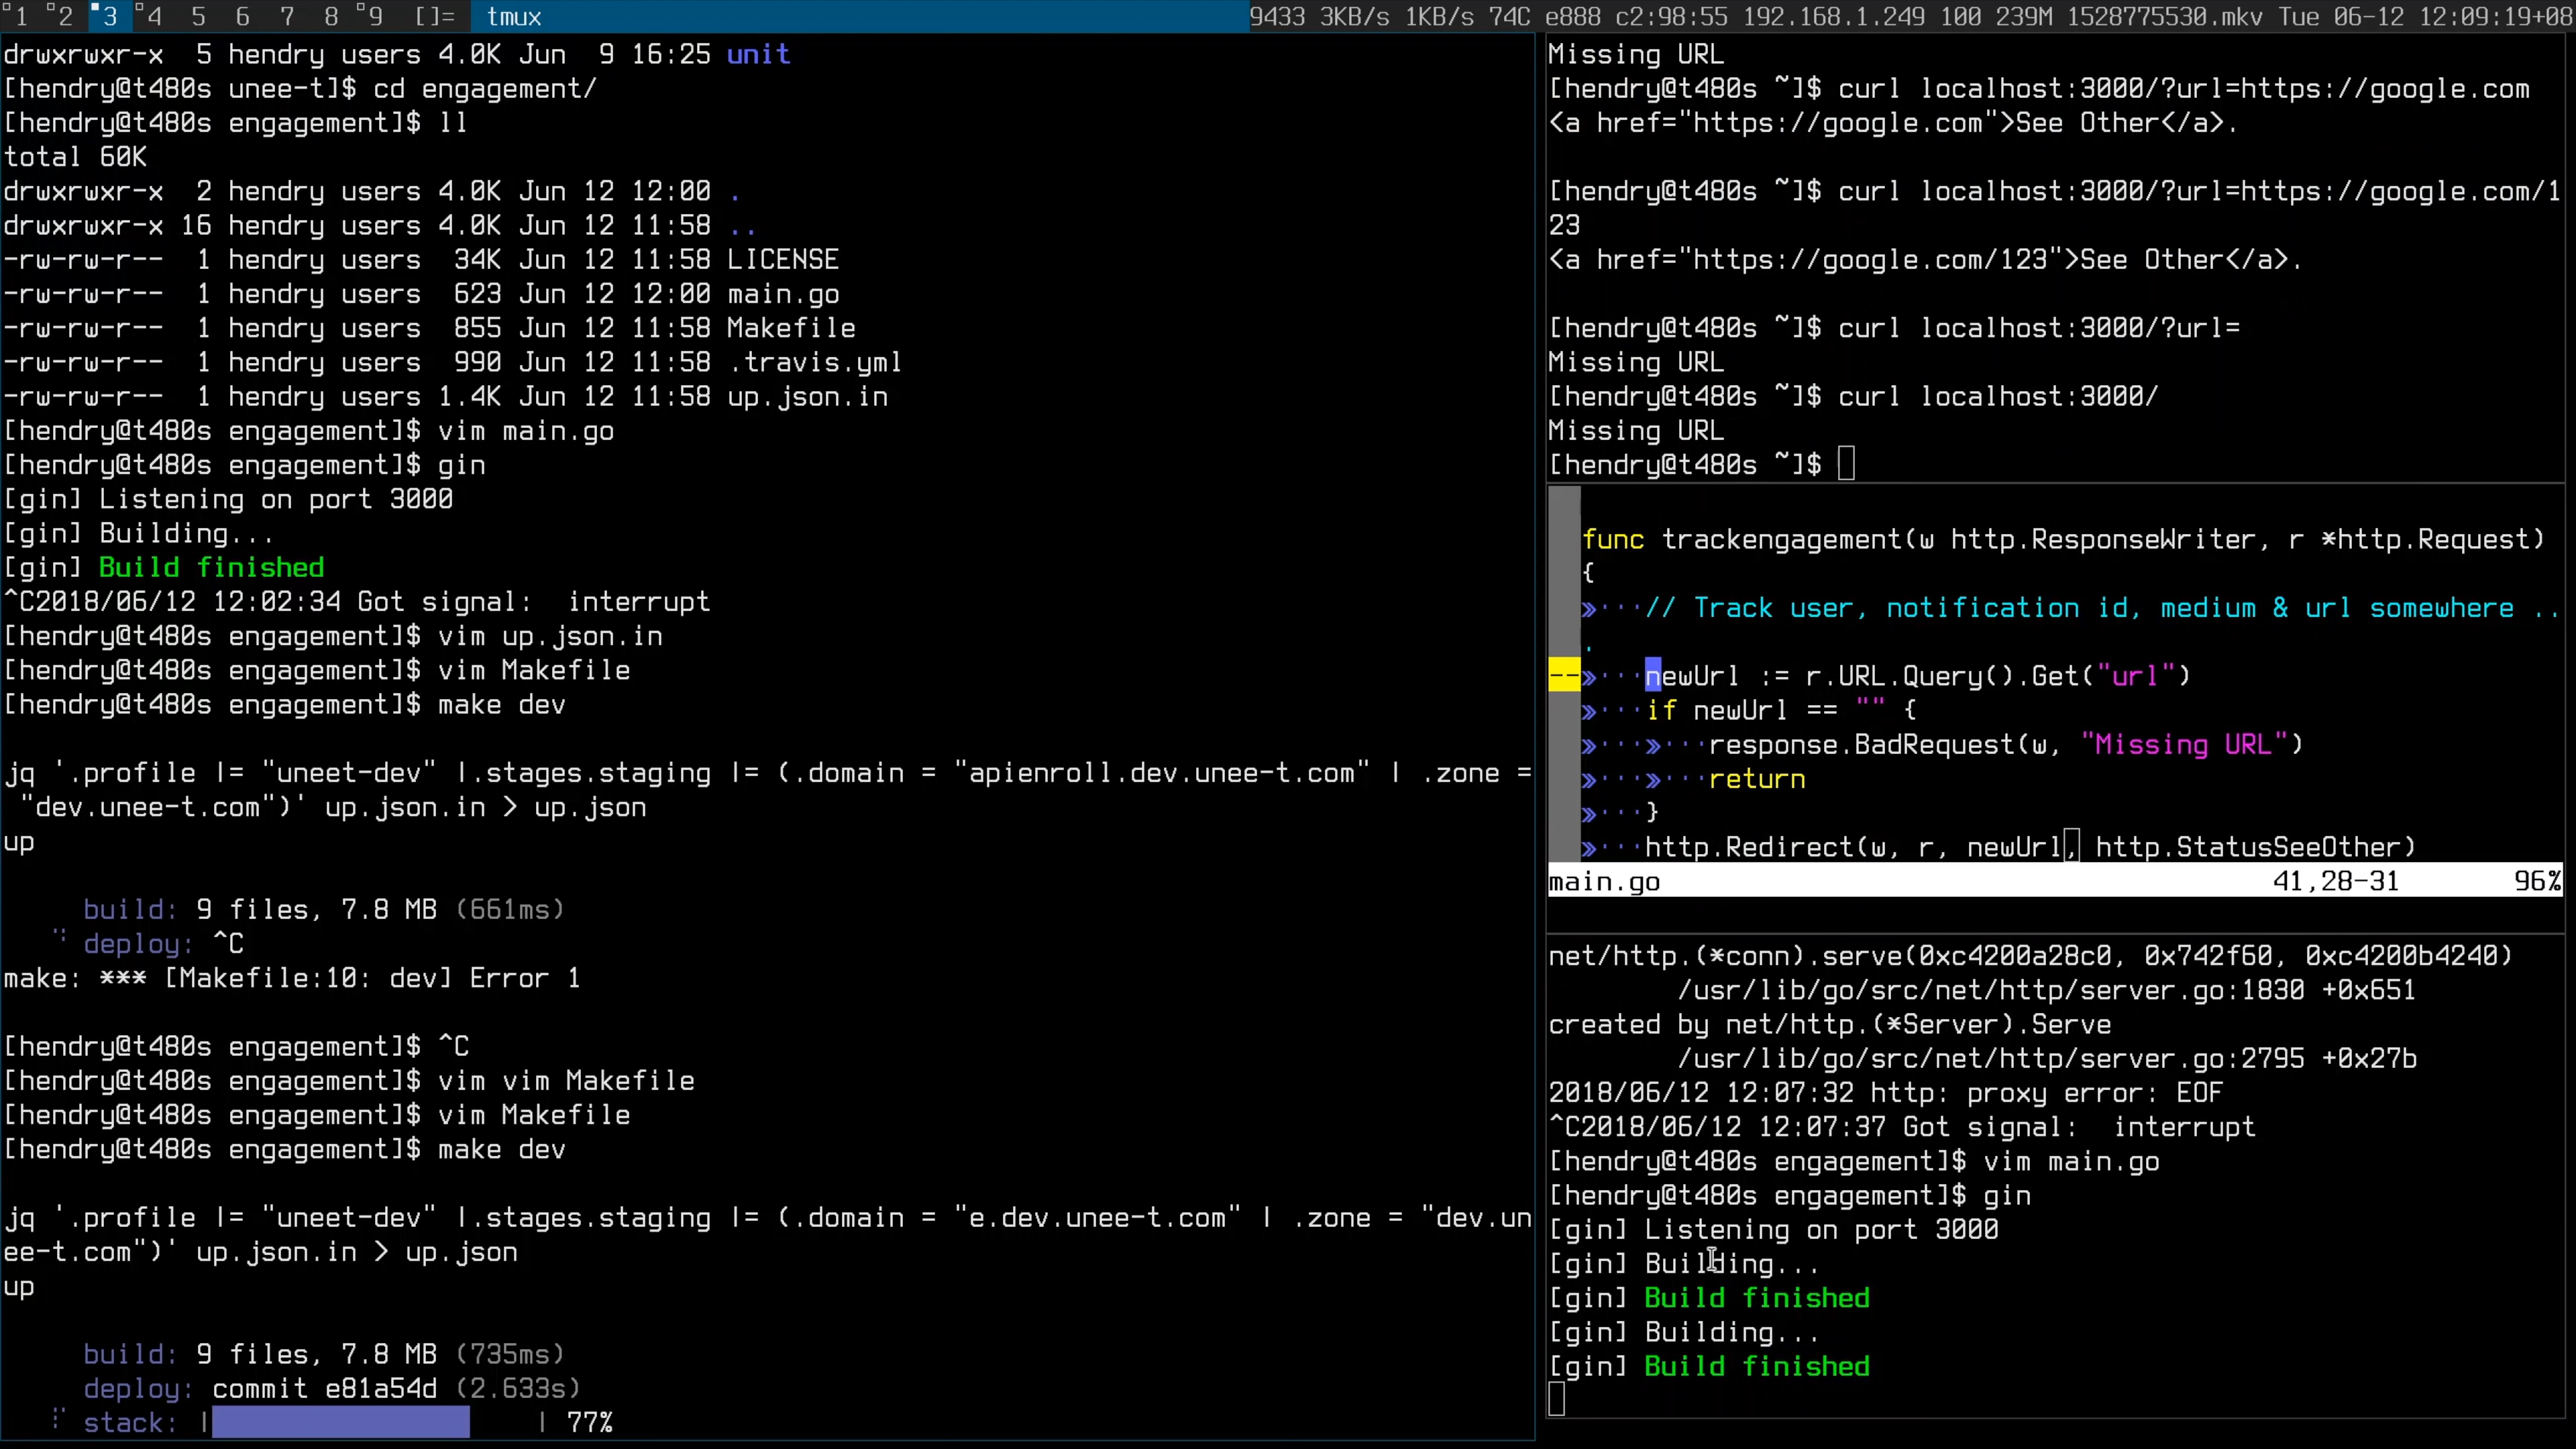 1 2 3 4 5 6 7 8 9 []= tmux 9433 3KB/s 1KB/s 74C e888 c2:98:55 192.168.1.249 100 239M 1528775530.mkv Tue 06-12 12:09:19+08
drwxrwxr-x  5 hendry users 4.0K Jun  9 16:25 unit
[hendry@t480s unee-t]$ cd engagement/
[hendry@t480s engagement]$ ll
total 60K
drwxrwxr-x  2 hendry users 4.0K Jun 12 12:00 .
drwxrwxr-x 16 hendry users 4.0K Jun 12 11:58 ..
-rw-rw-r--  1 hendry users  34K Jun 12 11:58 LICENSE
-rw-rw-r--  1 hendry users  623 Jun 12 12:00 main.go
-rw-rw-r--  1 hendry users  855 Jun 12 11:58 Makefile
-rw-rw-r--  1 hendry users  990 Jun 12 11:58 .travis.yml
-rw-rw-r--  1 hendry users 1.4K Jun 12 11:58 up.json.in
[hendry@t480s engagement]$ vim main.go
[hendry@t480s engagement]$ gin
[gin] Listening on port 3000
[gin] Building...
[gin] Build finished
^C2018/06/12 12:02:34 Got signal:  interrupt
[hendry@t480s engagement]$ vim up.json.in
[hendry@t480s engagement]$ vim Makefile
[hendry@t480s engagement]$ make dev
jq '.profile |= "uneet-dev" |.stages.staging |= (.domain = "apienroll.dev.unee-t.com" | .zone =
 "dev.unee-t.com")' up.json.in > up.json
up
build: 9 files, 7.8 MB (661ms)
deploy: ^C
make: *** [Makefile:10: dev] Error 1
[hendry@t480s engagement]$ ^C
[hendry@t480s engagement]$ vim vim Makefile
[hendry@t480s engagement]$ vim Makefile
[hendry@t480s engagement]$ make dev
jq '.profile |= "uneet-dev" |.stages.staging |= (.domain = "e.dev.unee-t.com" | .zone = "dev.un
ee-t.com")' up.json.in > up.json
up
build: 9 files, 7.8 MB (735ms)
deploy: commit e81a54d (2.633s)
stack: | | 77%
Missing URL
[hendry@t480s ~]$ curl localhost:3000/?url=https://google.com
<a href="https://google.com">See Other</a>.
[hendry@t480s ~]$ curl localhost:3000/?url=https://google.com/1
23
<a href="https://google.com/123">See Other</a>.
[hendry@t480s ~]$ curl localhost:3000/?url=
Missing URL
[hendry@t480s ~]$ curl localhost:3000/
Missing URL
[hendry@t480s ~]$
func trackengagement(w http.ResponseWriter, r *http.Request)
{
»···// Track user, notification id, medium & url somewhere ..
.
--»···newUrl := r.URL.Query().Get("url")
»···if newUrl == "" {
»···»···response.BadRequest(w, "Missing URL")
»···»···return
»···}
»···http.Redirect(w, r, newUrl, http.StatusSeeOther)
main.go 41,28-31 96%
net/http.(*conn).serve(0xc4200a28c0, 0x742f60, 0xc4200b4240)
/usr/lib/go/src/net/http/server.go:1830 +0x651
created by net/http.(*Server).Serve
/usr/lib/go/src/net/http/server.go:2795 +0x27b
2018/06/12 12:07:32 http: proxy error: EOF
^C2018/06/12 12:07:37 Got signal:  interrupt
[hendry@t480s engagement]$ vim main.go
[hendry@t480s engagement]$ gin
[gin] Listening on port 3000
[gin] Building...
[gin] Build finished
[gin] Building...
[gin] Build finished